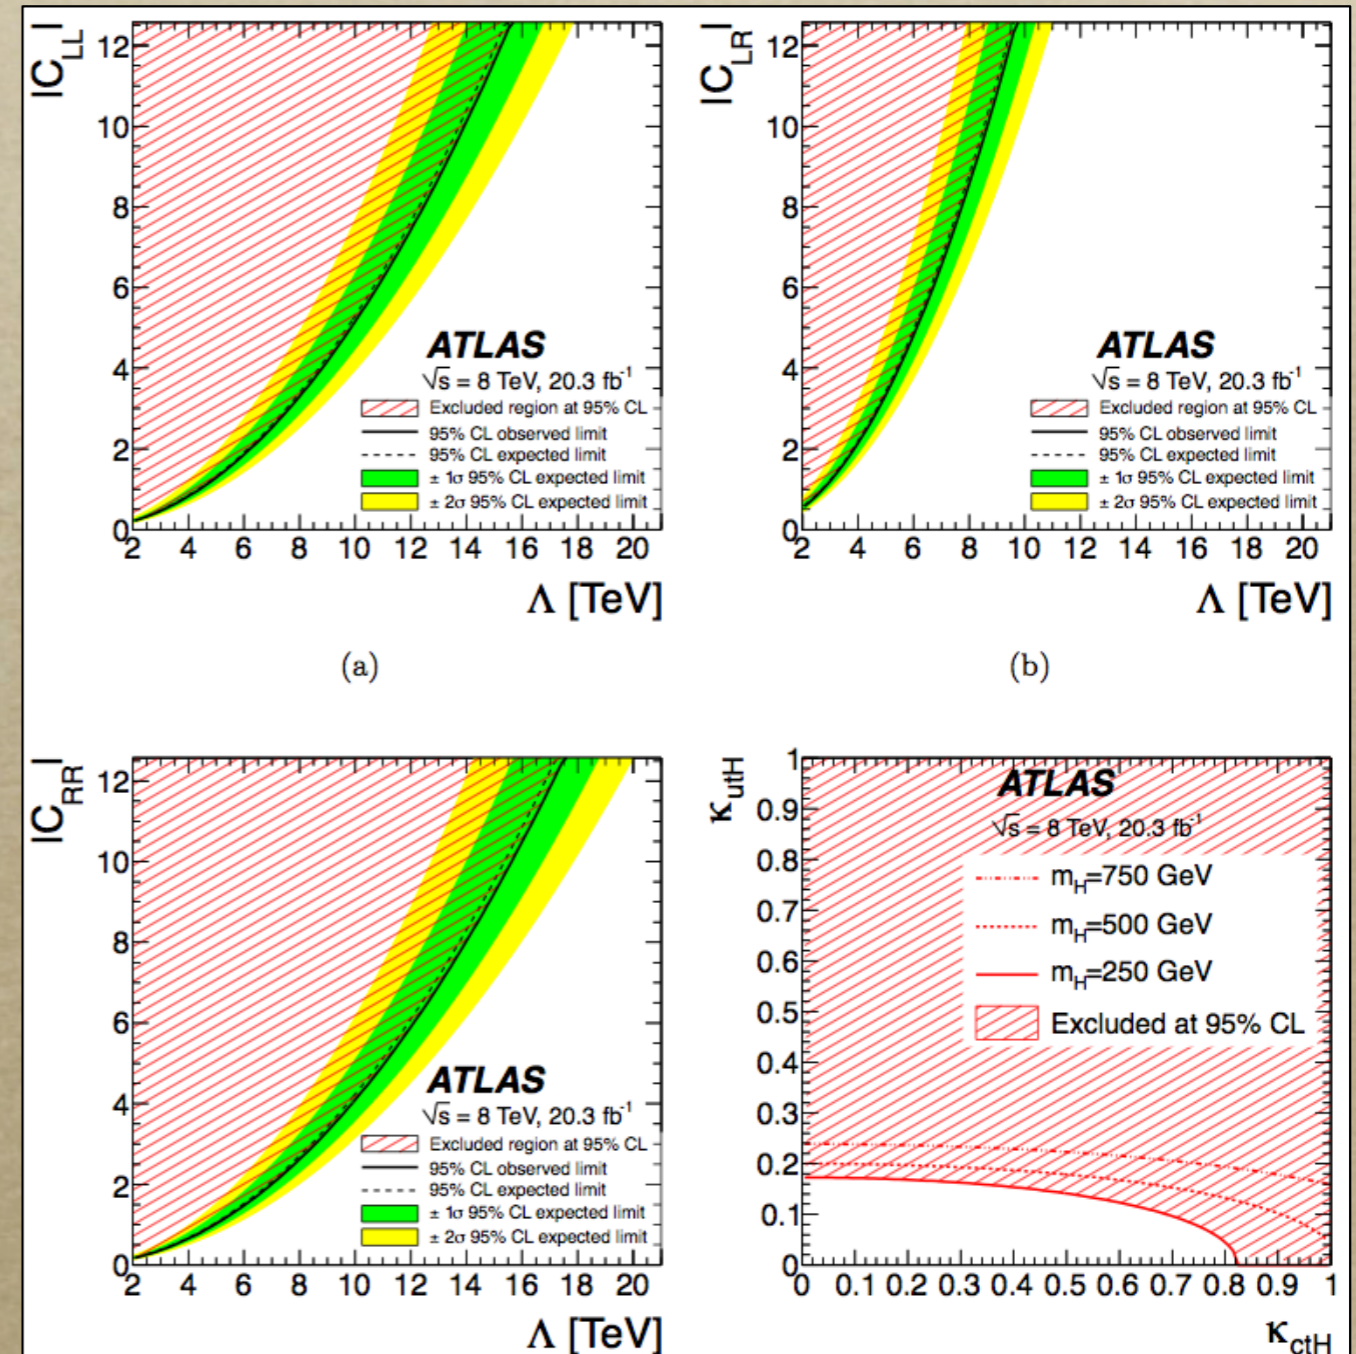 |C_LL|
12
10
8
6
4
2
0
ATLAS
√s = 8 TeV, 20.3 fb⁻¹
Excluded region at 95% CL
95% CL observed limit
95% CL expected limit
± 1σ 95% CL expected limit
± 2σ 95% CL expected limit
2 4 6 8 10 12 14 16 18 20
Λ [TeV]
(a)
|C_LR|
12
10
8
6
4
2
0
ATLAS
√s = 8 TeV, 20.3 fb⁻¹
Excluded region at 95% CL
95% CL observed limit
95% CL expected limit
± 1σ 95% CL expected limit
± 2σ 95% CL expected limit
2 4 6 8 10 12 14 16 18 20
Λ [TeV]
(b)
|C_RR|
12
10
8
6
4
2
0
ATLAS
√s = 8 TeV, 20.3 fb⁻¹
Excluded region at 95% CL
95% CL observed limit
95% CL expected limit
± 1σ 95% CL expected limit
± 2σ 95% CL expected limit
2 4 6 8 10 12 14 16 18 20
Λ [TeV]
κ_utH
1
0.9
0.8
0.7
0.6
0.5
0.4
0.3
0.2
0.1
0
ATLAS
√s = 8 TeV, 20.3 fb⁻¹
m_H=750 GeV
m_H=500 GeV
m_H=250 GeV
Excluded at 95% CL
0 0.1 0.2 0.3 0.4 0.5 0.6 0.7 0.8 0.9 1
κ_ctH